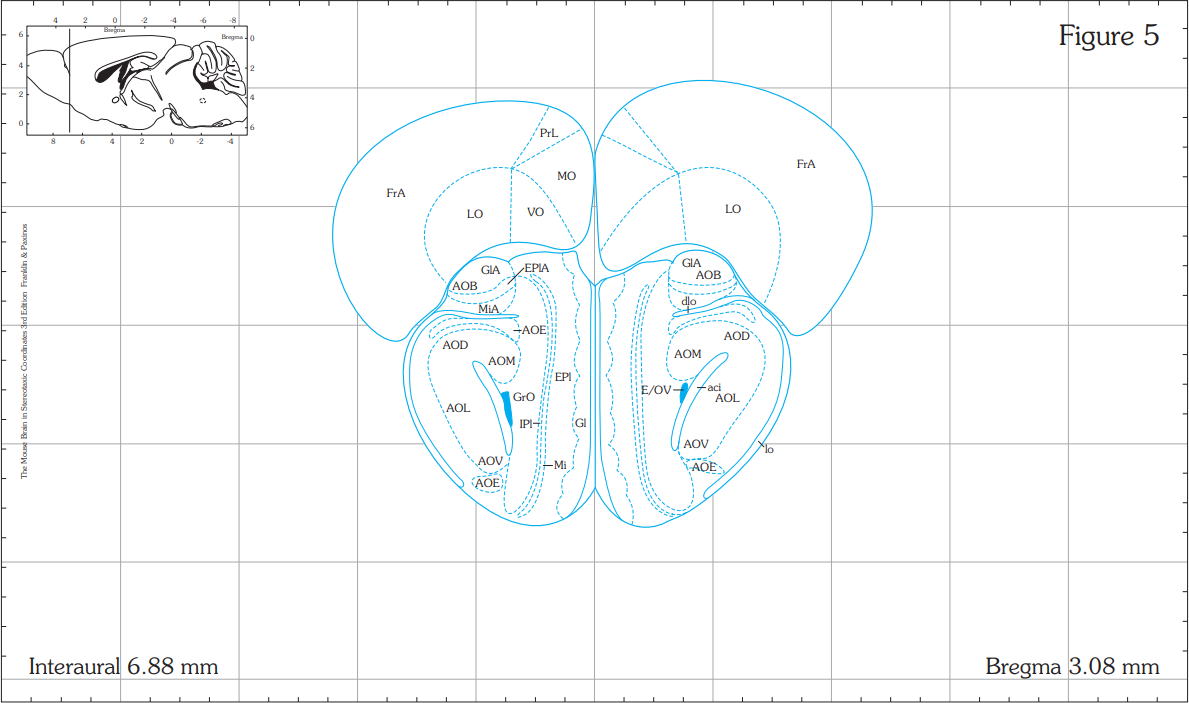 4 2 0 -2 -4 -6 -8
Bregma
Bregma
6
4
2
0
0
2
4
6
8 6 4 2 0 -2 -4
Figure 5
The Mouse Brain in Stereotaxic Coordinates 3rd Edition Franklin & Paxinos
PrL
FrA
MO
FrA
LO
VO
LO
GlA
EPlA
GlA
AOB
AOB
MiA
dlo
AOE
AOD
AOD
AOM
AOM
EPl
E/OV
aci
GrO
AOL
AOL
IPl
Gl
AOV
lo
AOV
Mi
AOE
AOE
Interaural 6.88 mm
Bregma 3.08 mm